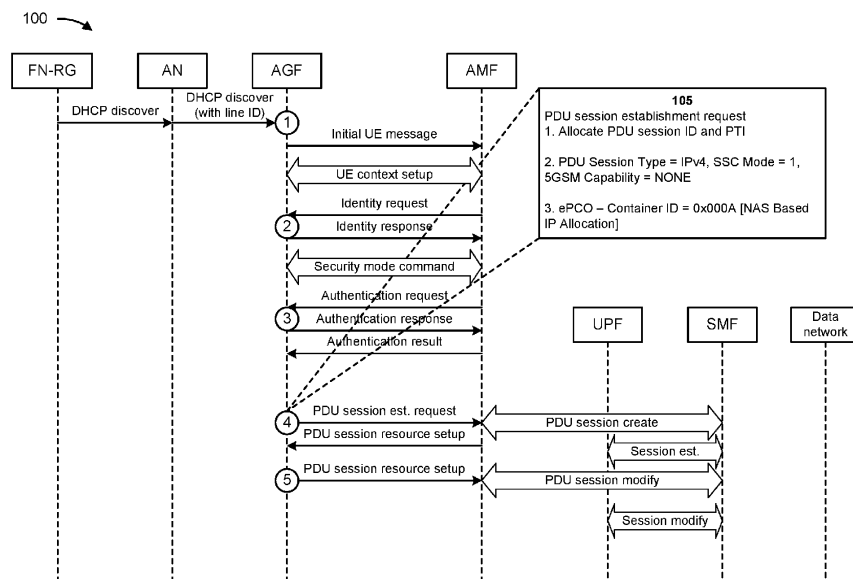 100
FN-RG
AN
AGF
AMF
DHCP discover
DHCP discover
(with line ID)
1
Initial UE message
UE context setup
Identity request
2
Identity response
Security mode command
Authentication request
3
Authentication response
Authentication result
105
PDU session establishment request
1. Allocate PDU session ID and PTI
2. PDU Session Type = IPv4, SSC Mode = 1,
5GSM Capability = NONE
3. ePCO – Container ID = 0x000A [NAS Based
IP Allocation]
UPF
SMF
Data
network
4
PDU session est. request
PDU session create
PDU session resource setup
Session est.
5
PDU session resource setup
PDU session modify
Session modify